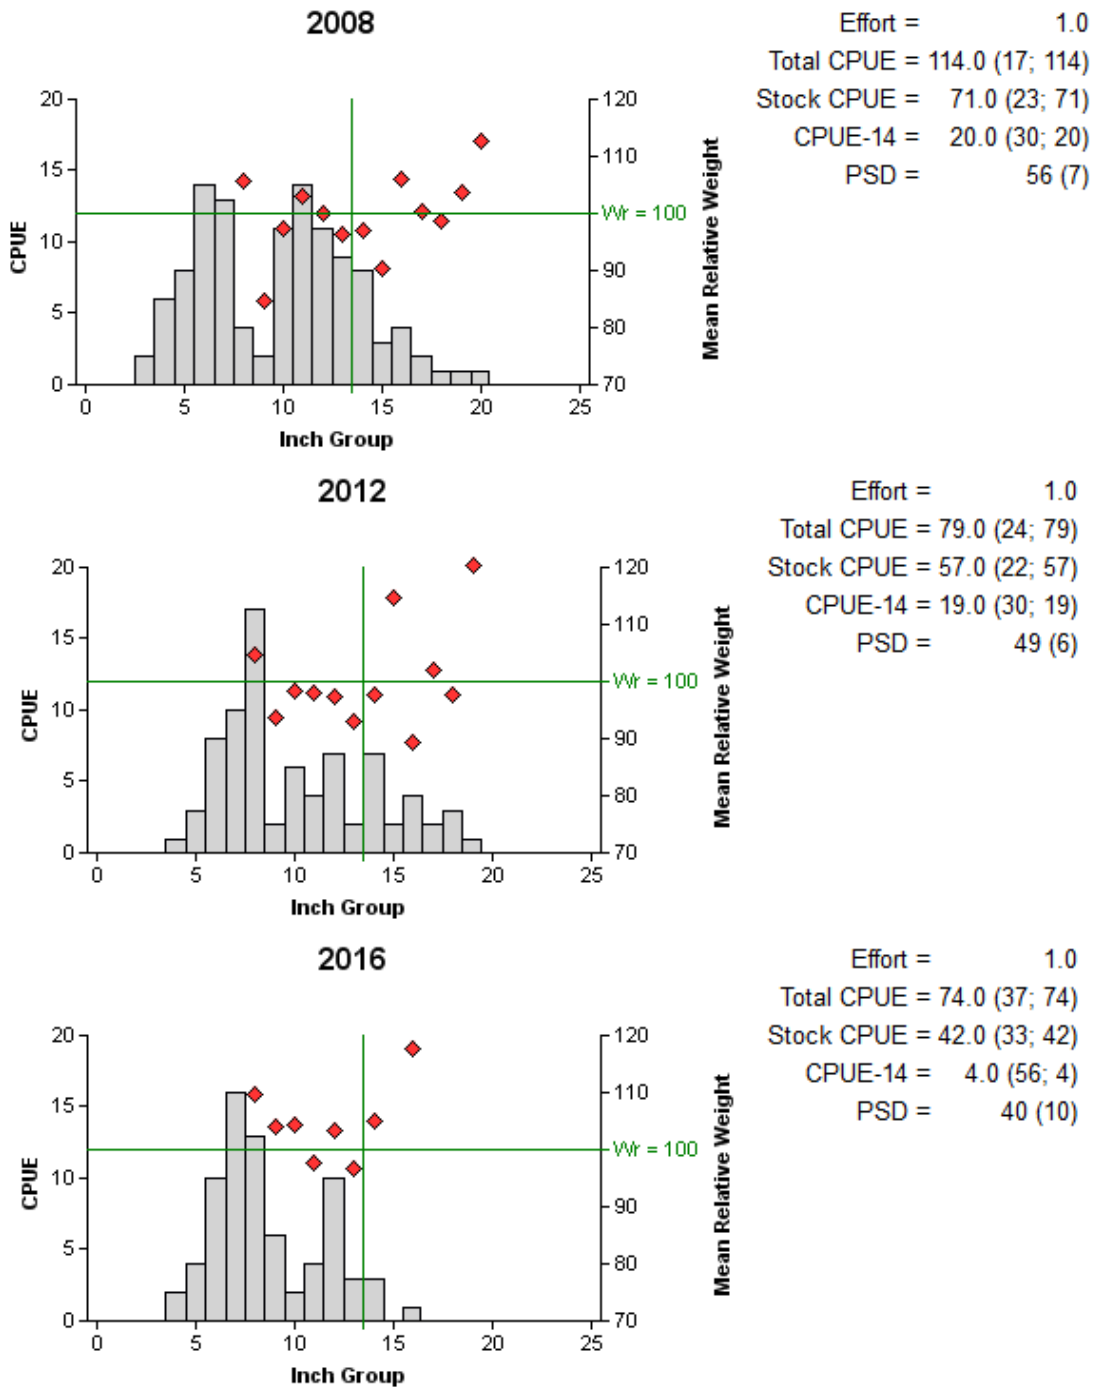 2008
Effort = 1.0
Total CPUE = 114.0 (17; 114)
Stock CPUE = 71.0 (23; 71)
CPUE-14 = 20.0 (30; 20)
PSD = 56 (7)
20
15
10
5
0
CPUE
120
110
Wr = 100
90
80
70
Mean Relative Weight
0 5 10 15 20 25
Inch Group
2012
Effort = 1.0
Total CPUE = 79.0 (24; 79)
Stock CPUE = 57.0 (22; 57)
CPUE-14 = 19.0 (30; 19)
PSD = 49 (6)
20
15
10
5
0
CPUE
120
110
Wr = 100
90
80
70
Mean Relative Weight
0 5 10 15 20 25
Inch Group
2016
Effort = 1.0
Total CPUE = 74.0 (37; 74)
Stock CPUE = 42.0 (33; 42)
CPUE-14 = 4.0 (56; 4)
PSD = 40 (10)
20
15
10
5
0
CPUE
120
110
Wr = 100
90
80
70
Mean Relative Weight
0 5 10 15 20 25
Inch Group